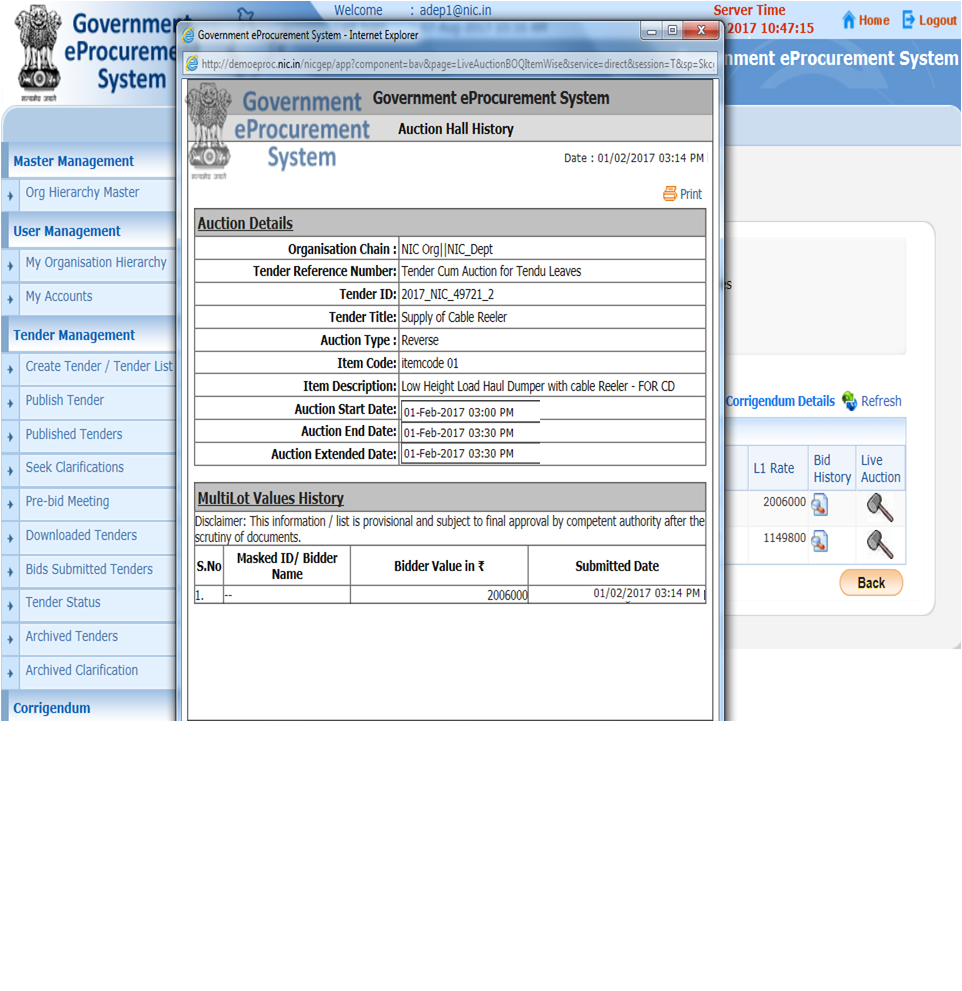 Government
eProcurement
System
सत्यमेव जयते
Welcome : adep1@nic.in
Server Time
2017 10:47:15
Home Logout
nment eProcurement System
Master Management
Org Hierarchy Master
User Management
My Organisation Hierarchy
My Accounts
Tender Management
Create Tender / Tender List
Publish Tender
Published Tenders
Seek Clarifications
Pre-bid Meeting
Downloaded Tenders
Bids Submitted Tenders
Tender Status
Archived Tenders
Archived Clarification
Corrigendum
Government eProcurement System - Internet Explorer
http://demoeproc.nic.in/nicgep/app?component=bav&page=LiveAuctionBOQItemWise&service=direct&session=T&sp=Skc
Government
eProcurement
System
सत्यमेव जयते
Government eProcurement System
Auction Hall History
Date : 01/02/2017 03:14 PM
Print
Auction Details
Organisation Chain : NIC Org||NIC_Dept
Tender Reference Number: Tender Cum Auction for Tendu Leaves
Tender ID: 2017_NIC_49721_2
Tender Title: Supply of Cable Reeler
Auction Type : Reverse
Item Code: itemcode 01
Item Description: Low Height Load Haul Dumper with cable Reeler - FOR CD
Auction Start Date: 01-Feb-2017 03:00 PM
Auction End Date: 01-Feb-2017 03:30 PM
Auction Extended Date: 01-Feb-2017 03:30 PM
MultiLot Values History
Disclaimer: This information / list is provisional and subject to final approval by competent authority after the
scrutiny of documents.
S.No Masked ID/ Bidder Name Bidder Value in ₹ Submitted Date
1. -- 2006000 01/02/2017 03:14 PM
es
Corrigendum Details Refresh
L1 Rate Bid History Live Auction
2006000
1149800
Back